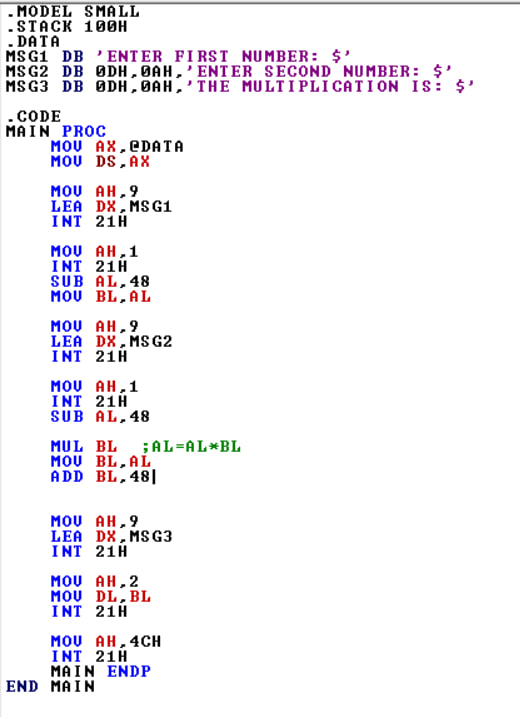 .MODEL SMALL
.STACK 100H
.DATA
MSG1 DB 'ENTER FIRST NUMBER: $'
MSG2 DB 0DH,0AH,'ENTER SECOND NUMBER: $'
MSG3 DB 0DH,0AH,'THE MULTIPLICATION IS: $'
.CODE
MAIN PROC
MOV AX,@DATA
MOV DS,AX
MOV AH,9
LEA DX,MSG1
INT 21H
MOV AH,1
INT 21H
SUB AL,48
MOV BL,AL
MOV AH,9
LEA DX,MSG2
INT 21H
MOV AH,1
INT 21H
SUB AL,48
MUL BL ;AL=AL*BL
MOV BL,AL
ADD BL,48
MOV AH,9
LEA DX,MSG3
INT 21H
MOV AH,2
MOV DL,BL
INT 21H
MOV AH,4CH
INT 21H
MAIN ENDP
END MAIN